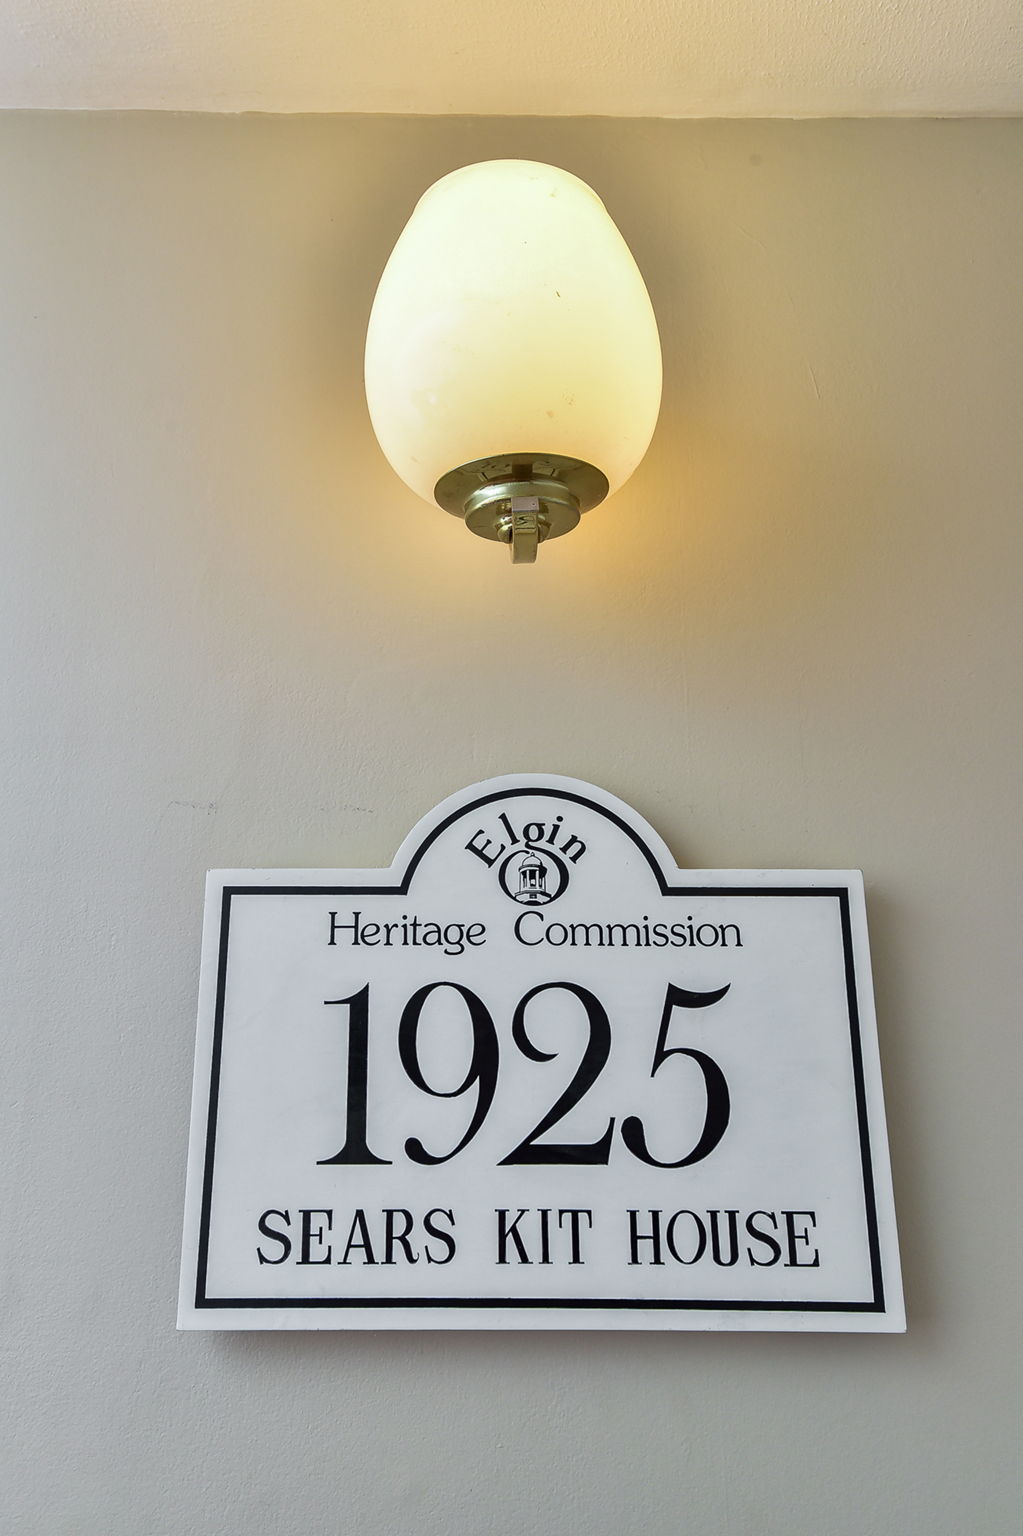 Elgin
Heritage Commission
1925
SEARS KIT HOUSE